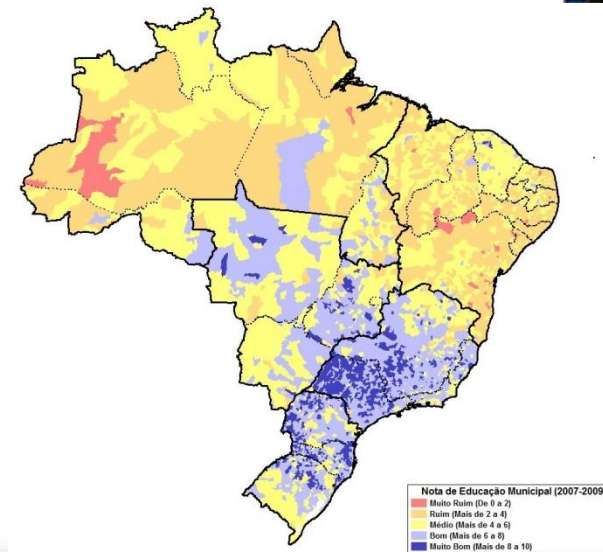 Nota de Educação Municipal (2007-2009
Muito Ruim (De 0 a 2)
Ruim (Mais de 2 a 4)
Médio (Mais de 4 a 6)
Bom (Mais de 6 a 8)
Muito Bom (Mais de 8 a 10)